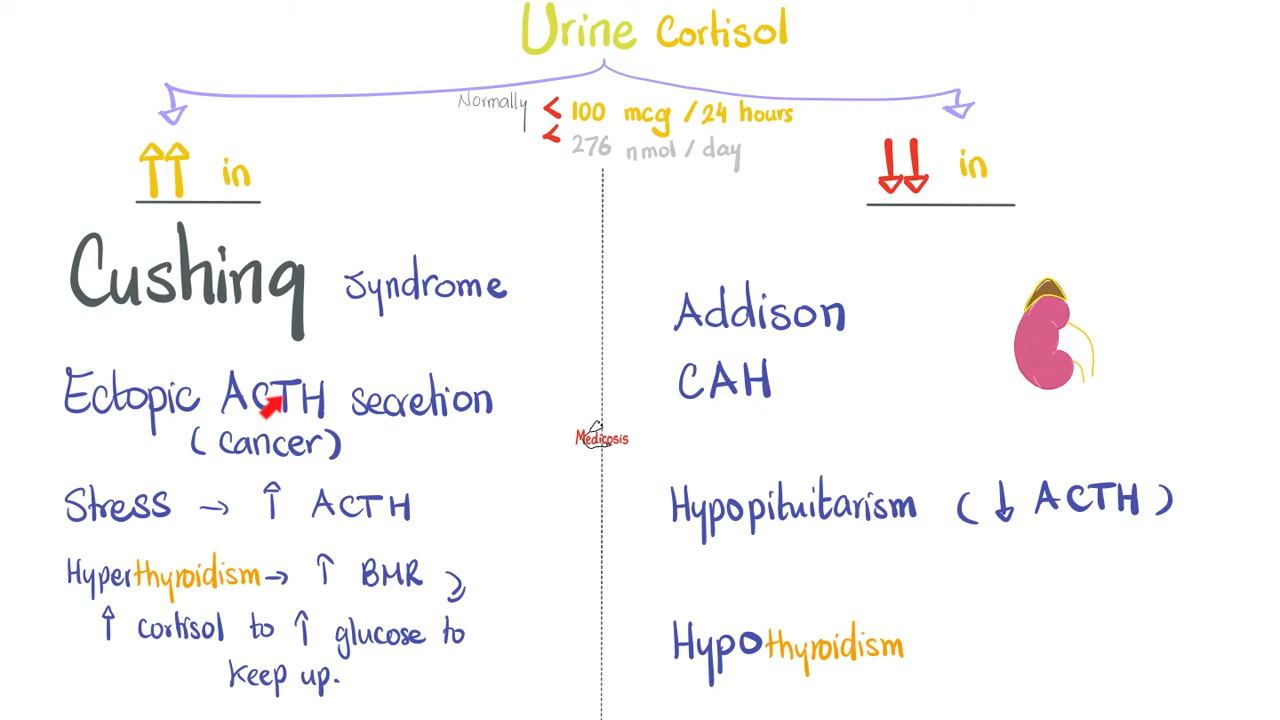 Urine Cortisol
Normally < 100 mcg / 24 hours
< 276 nmol / day
↑↑ in
Cushing syndrome
Ectopic ACTH secretion
(cancer)
Stress → ↑ ACTH
Hyperthyroidism → ↑ BMR
↑ cortisol to ↑ glucose to
keep up.
Medicosis
↓↓ in
Addison
CAH
Hypopituitarism (↓ ACTH)
Hypothyroidism